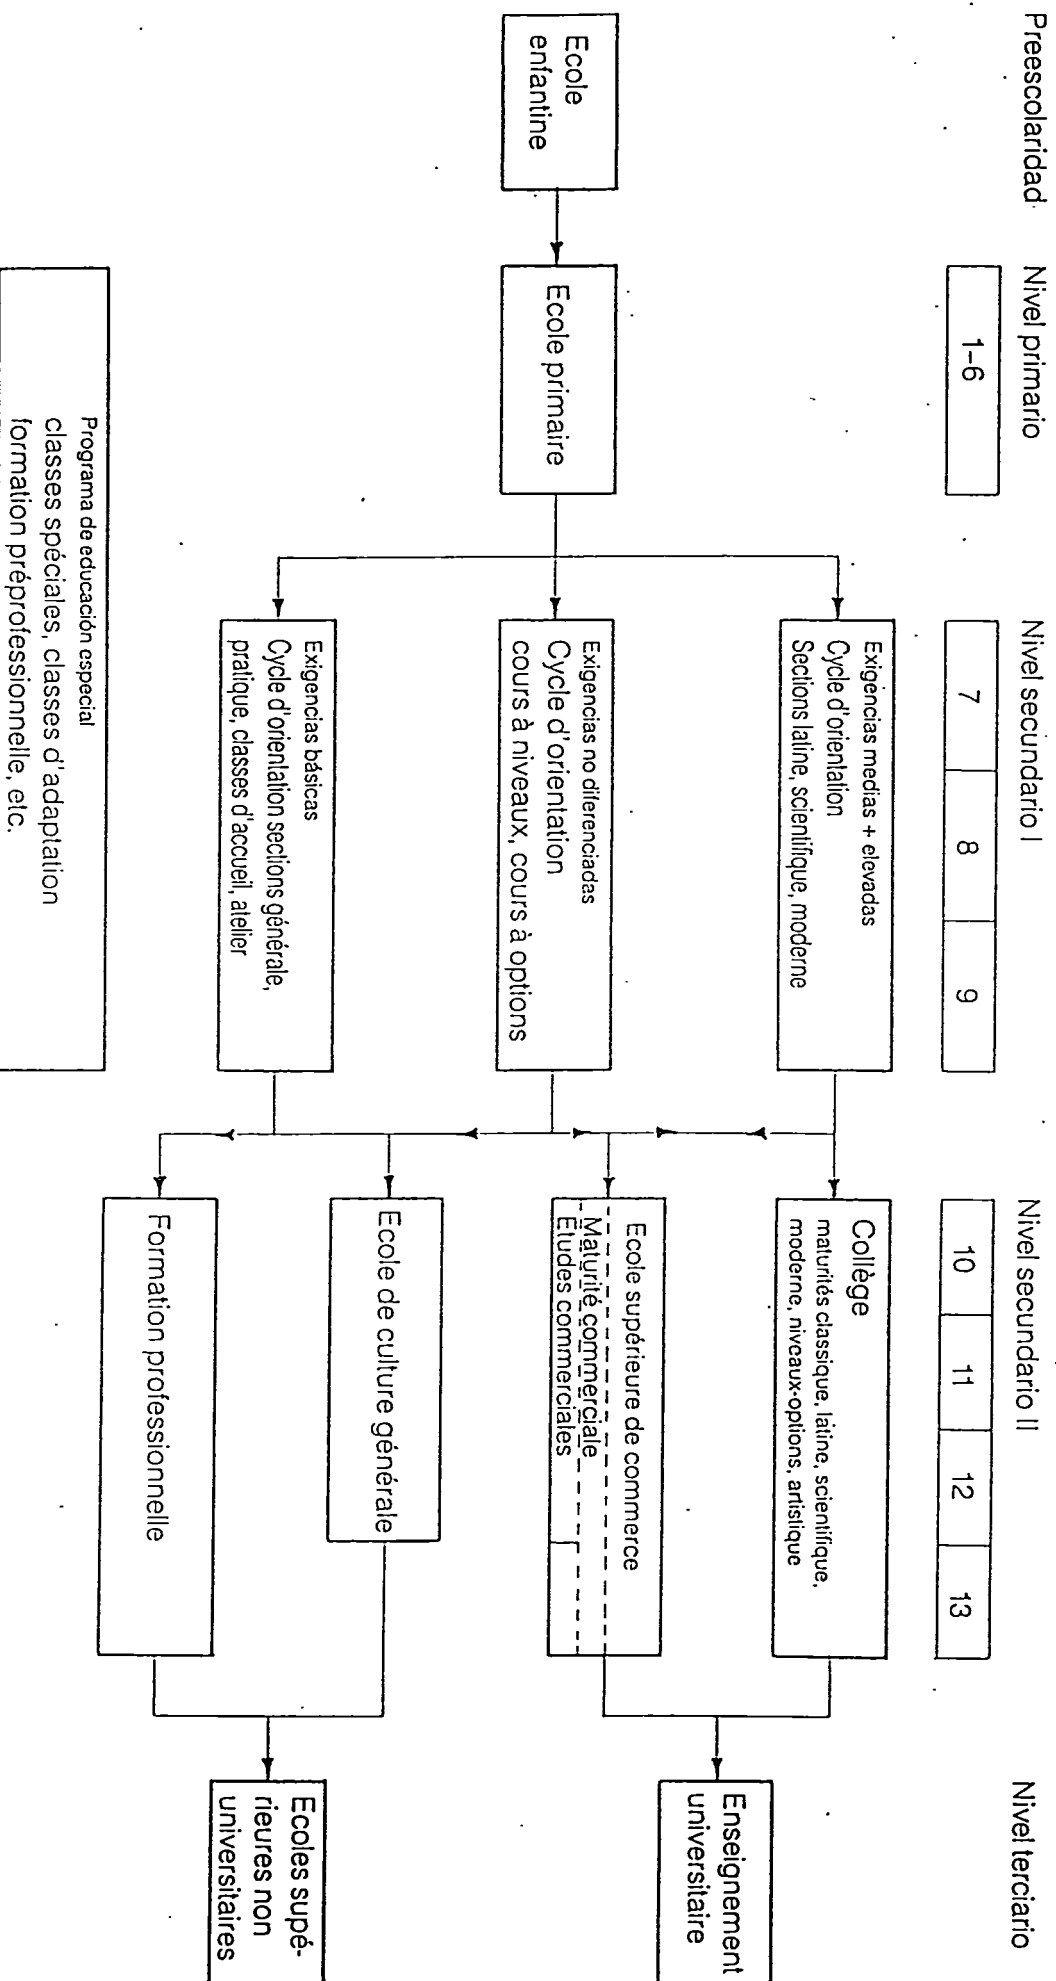 Preescolaridad
Nivel primario
Nivel secundario I
Nivel secundario II
Nivel terciario
1–6
7
8
9
10
11
12
13
Ecole
enfantine
Ecole primaire
Exigencias medias + elevadas
Cycle d'orientation
Sections latine, scientifique, moderne
Exigencias no diferenciadas
Cycle d'orientation
cours à niveaux, cours à options
Exigencias básicas
Cycle d'orientation sections générale,
pratique, classes d'accueil, atelier
Collège
maturités classique, latine, scientifique,
moderne, niveaux-options, artistique
Ecole supérieure de commerce
Maturité commerciale
Etudes commerciales
Ecole de culture générale
Formation professionnelle
Enseignement
universitaire
Ecoles supé-
rieures non
universitaires
Programa de educación especial
classes spéciales, classes d'adaptation
formation préprofessionnelle, etc.